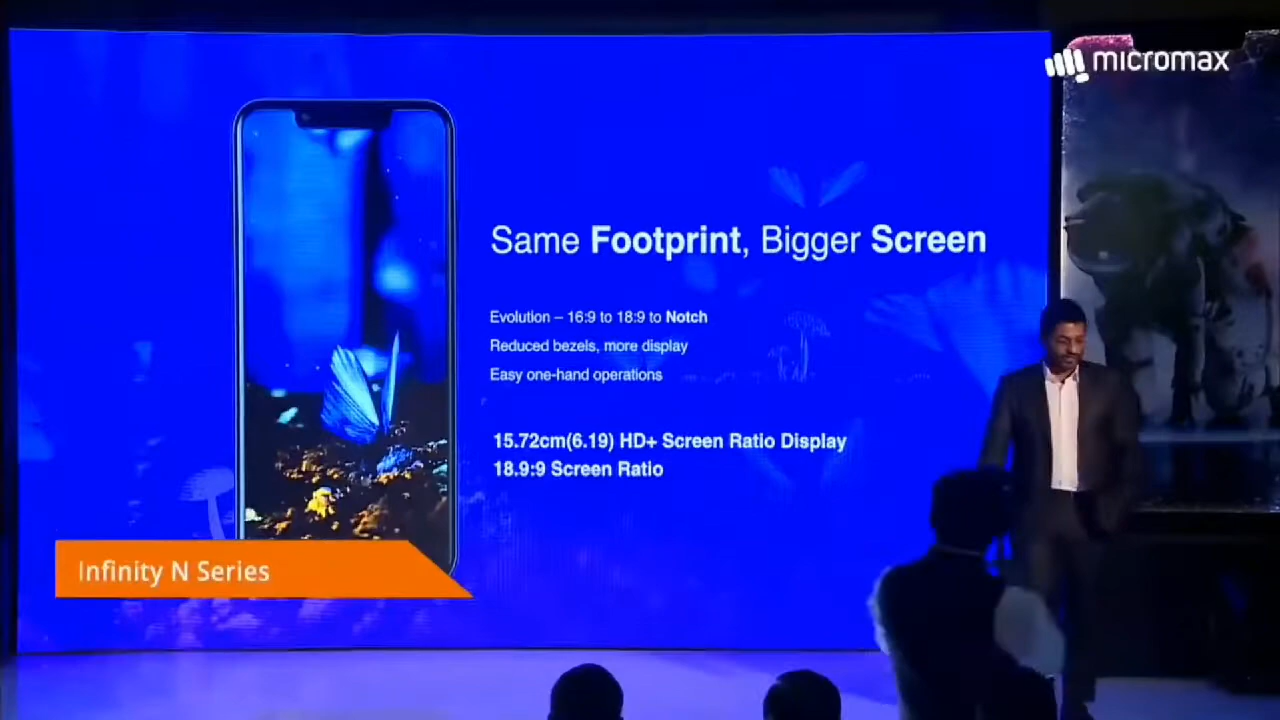 micromax
Same Footprint, Bigger Screen
Evolution – 16:9 to 18:9 to Notch
Reduced bezels, more display
Easy one-hand operations
15.72cm(6.19) HD+ Screen Ratio Display
18.9:9 Screen Ratio
Infinity N Series